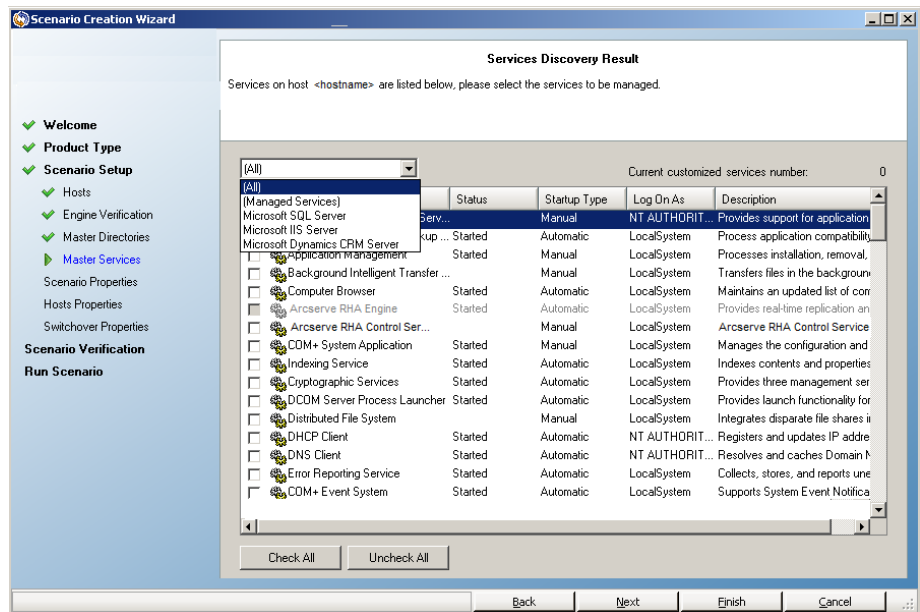 Scenario Creation Wizard
Services Discovery Result
Services on host <hostname> are listed below, please select the services to be managed.
Welcome
Product Type
Scenario Setup
Hosts
Engine Verification
Master Directories
Master Services
Scenario Properties
Hosts Properties
Switchover Properties
Scenario Verification
Run Scenario
(All)
Current customized services number: 0
(All)
(Managed Services)
Microsoft SQL Server
Microsoft IIS Server
Microsoft Dynamics CRM Server
Status Startup Type Log On As Description
Serv... Manual NT AUTHORIT... Provides support for application
kup ... Started Automatic LocalSystem Process application compatibility
Application Management Started Manual LocalSystem Processes installation, removal,
Background Intelligent Transfer ... Manual LocalSystem Transfers files in the backgroun
Computer Browser Started Automatic LocalSystem Maintains an updated list of com
Arcserve RHA Engine Started Automatic LocalSystem Provides real-time replication an
Arcserve RHA Control Ser... Manual LocalSystem Arcserve RHA Control Service
COM+ System Application Started Manual LocalSystem Manages the configuration and
Indexing Service Started Automatic LocalSystem Indexes contents and properties
Cryptographic Services Started Automatic LocalSystem Provides three management ser
DCOM Server Process Launcher Started Automatic LocalSystem Provides launch functionality for
Distributed File System Manual LocalSystem Integrates disparate file shares i
DHCP Client Started Automatic NT AUTHORIT... Registers and updates IP addre
DNS Client Started Automatic NT AUTHORIT... Resolves and caches Domain N
Error Reporting Service Started Automatic LocalSystem Collects, stores, and reports une
COM+ Event System Started Automatic LocalSystem Supports System Event Notifica
Check All Uncheck All
Back Next Finish Cancel